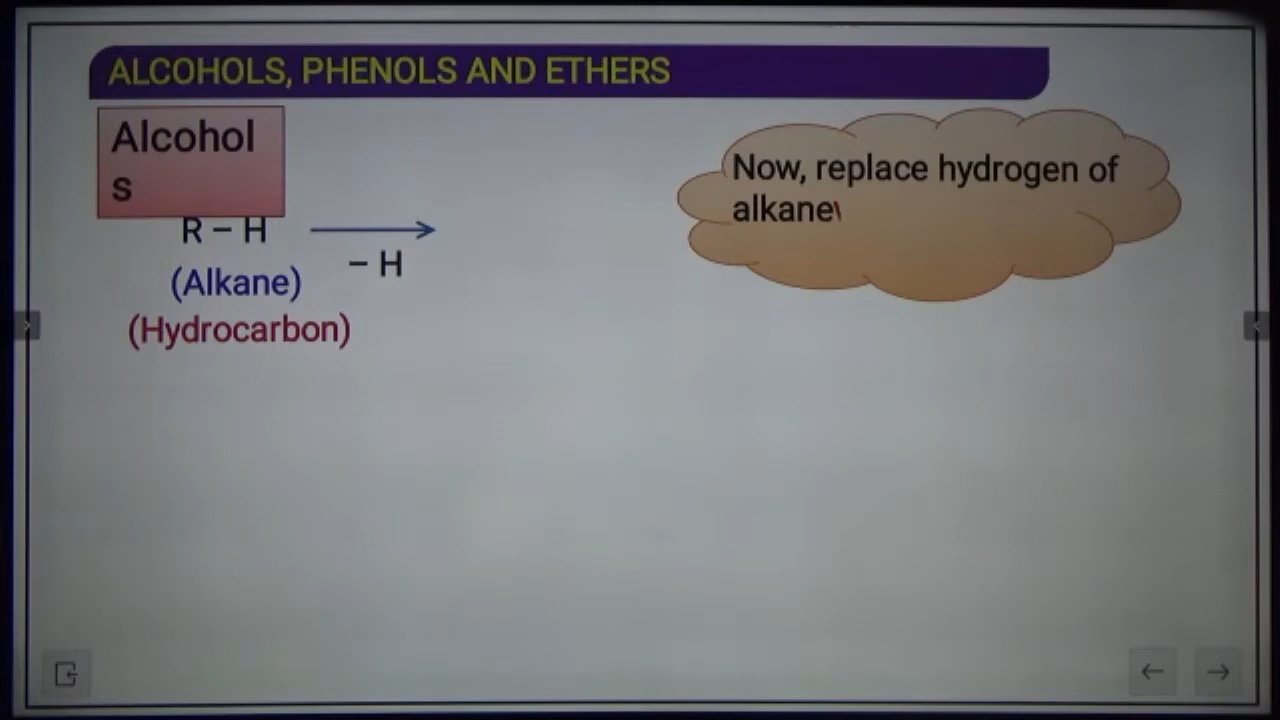 ALCOHOLS, PHENOLS AND ETHERS
Alcohol
s
Now, replace hydrogen of
alkane
R – H
– H
(Alkane)
(Hydrocarbon)